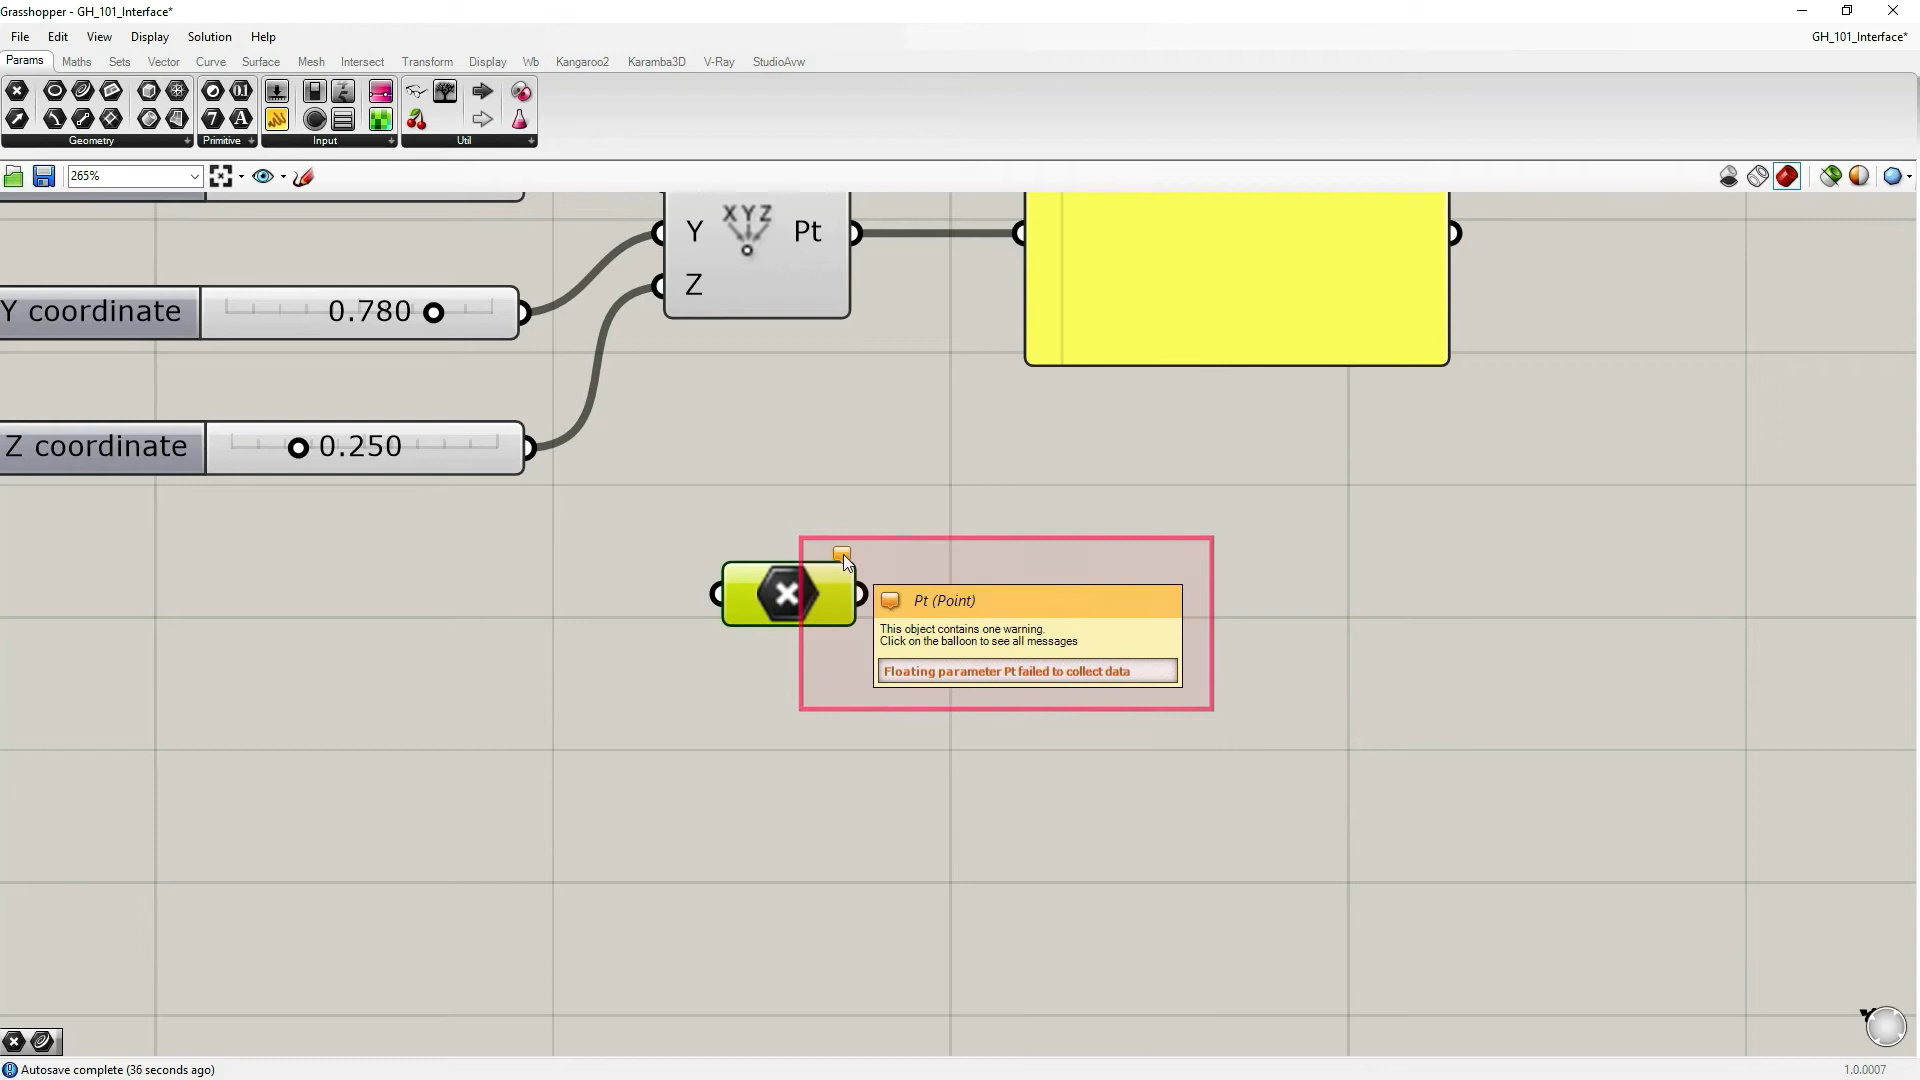 Grasshopper - GH_101_Interface*
File Edit View Display Solution Help
GH_101_Interface*
Params Maths Sets Vector Curve Surface Mesh Intersect Transform Display Wb Kangaroo2 Karamba3D V-Ray StudioAvw
0.1
7 A
Geometry Primitive Input Util
265%
X Y Z
Y Pt
Z
Y coordinate 0.780
Z coordinate 0.250
Pt (Point)
This object contains one warning.
Click on the balloon to see all messages
Floating parameter Pt failed to collect data
Autosave complete (36 seconds ago)
1.0.0007